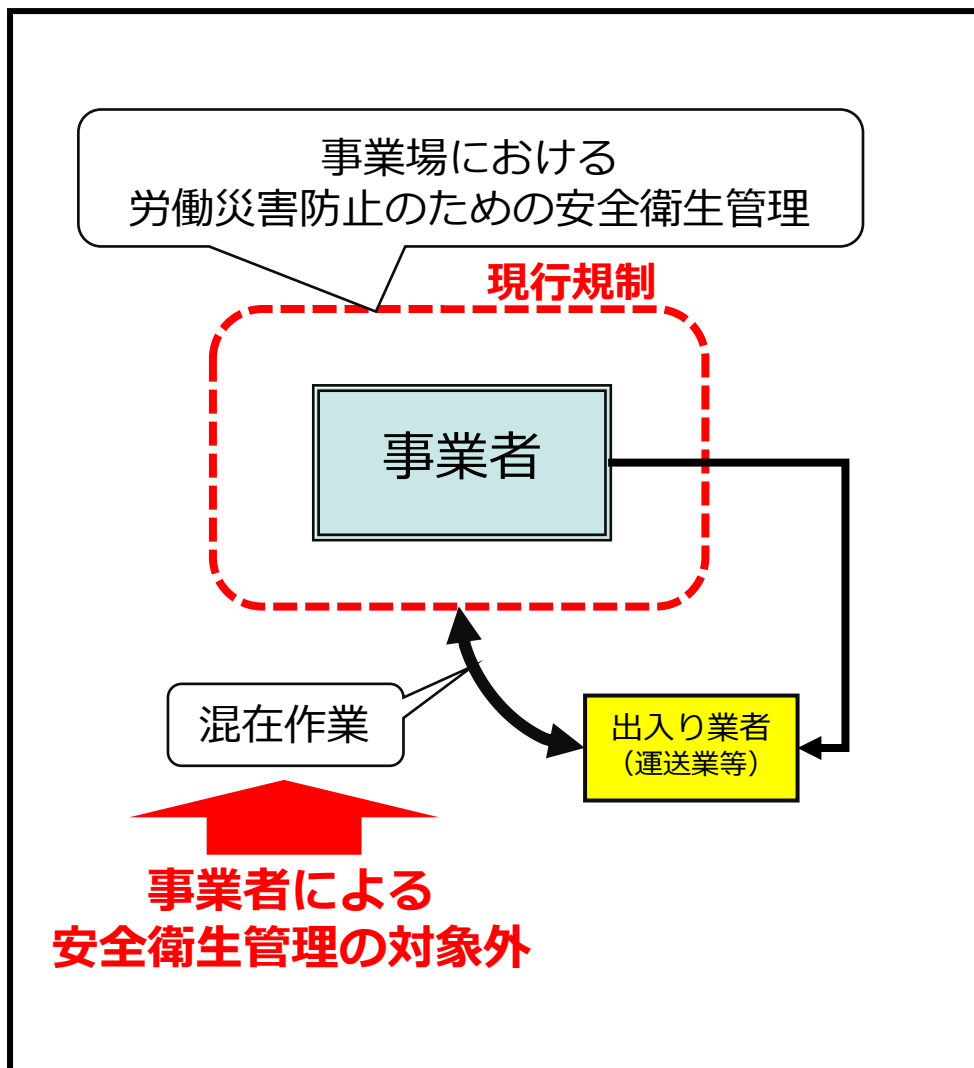 事業場における
労働災害防止のための安全衛生管理
現行規制
事業者
混在作業
出入り業者
（運送業等）
事業者による
安全衛生管理の対象外